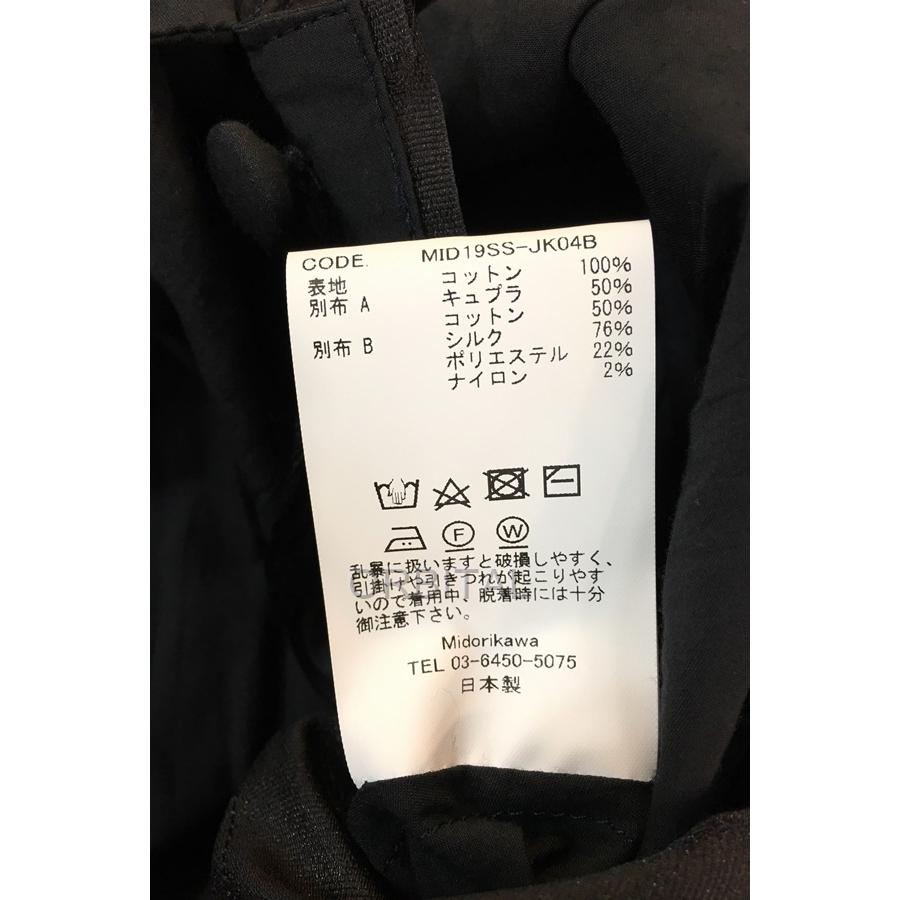 CODE. MID19SS-JK04B
表地 コットン 100%
別布 A キュプラ 50%
コットン 50%
別布 B シルク 76%
ポリエステル 22%
ナイロン 2%
F W
乱暴に扱いますと破損しやすく、
引掛けや引きつれが起こりやす
いので着用中、脱着時には十分
御注意下さい。
ORBITAL
Midorikawa
TEL 03-6450-5075
日本製